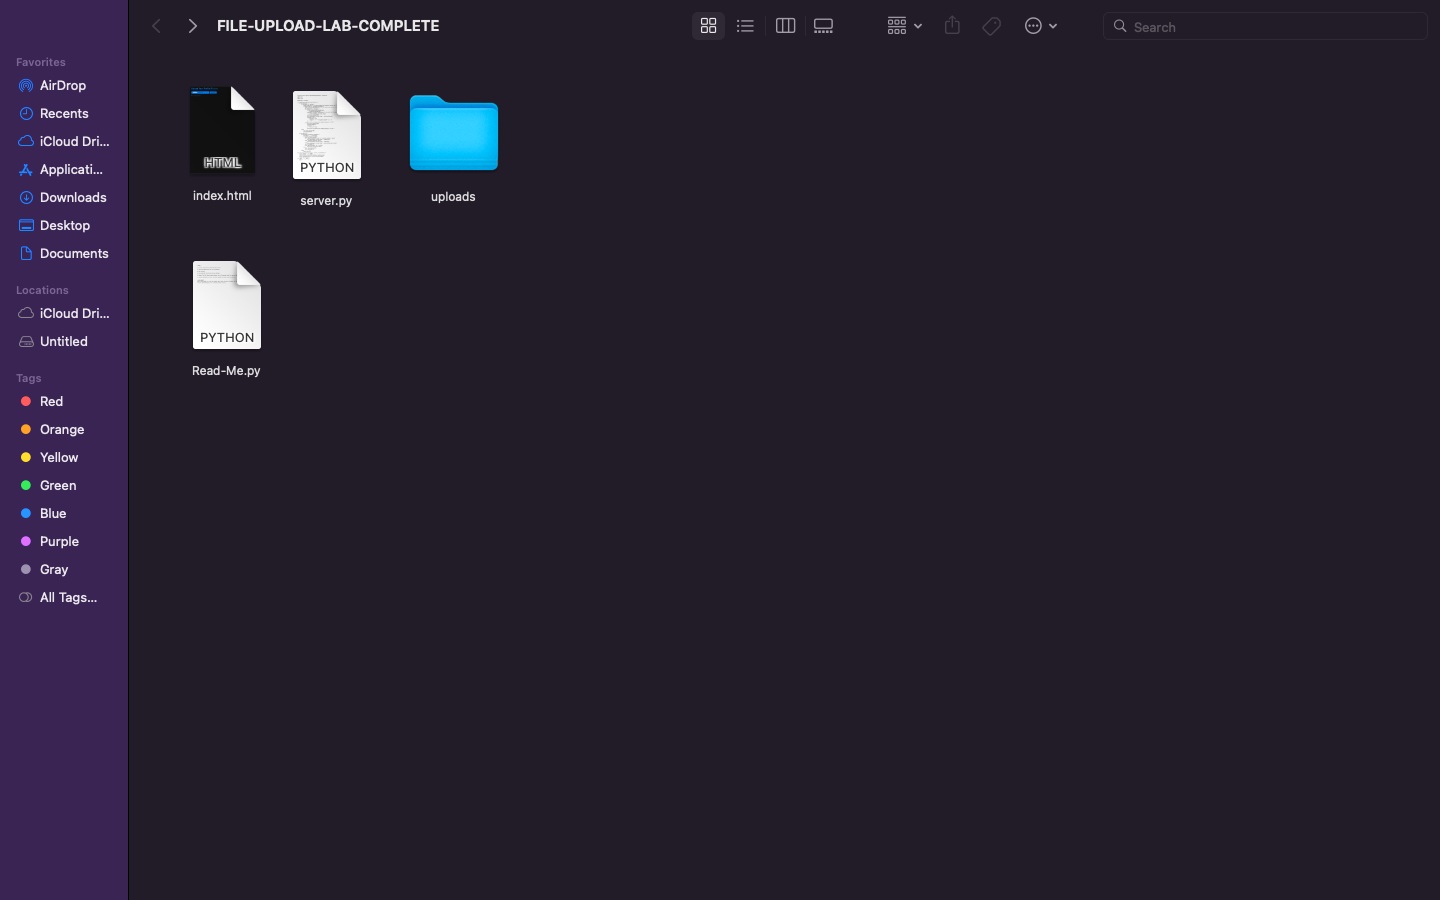 FILE-UPLOAD-LAB-COMPLETE
Search
Favorites
AirDrop
Recents
iCloud Dri...
Applicati...
Downloads
Desktop
Documents
Locations
iCloud Dri...
Untitled
Tags
Red
Orange
Yellow
Green
Blue
Purple
Gray
All Tags...
HTML
index.html
PYTHON
server.py
uploads
PYTHON
Read-Me.py